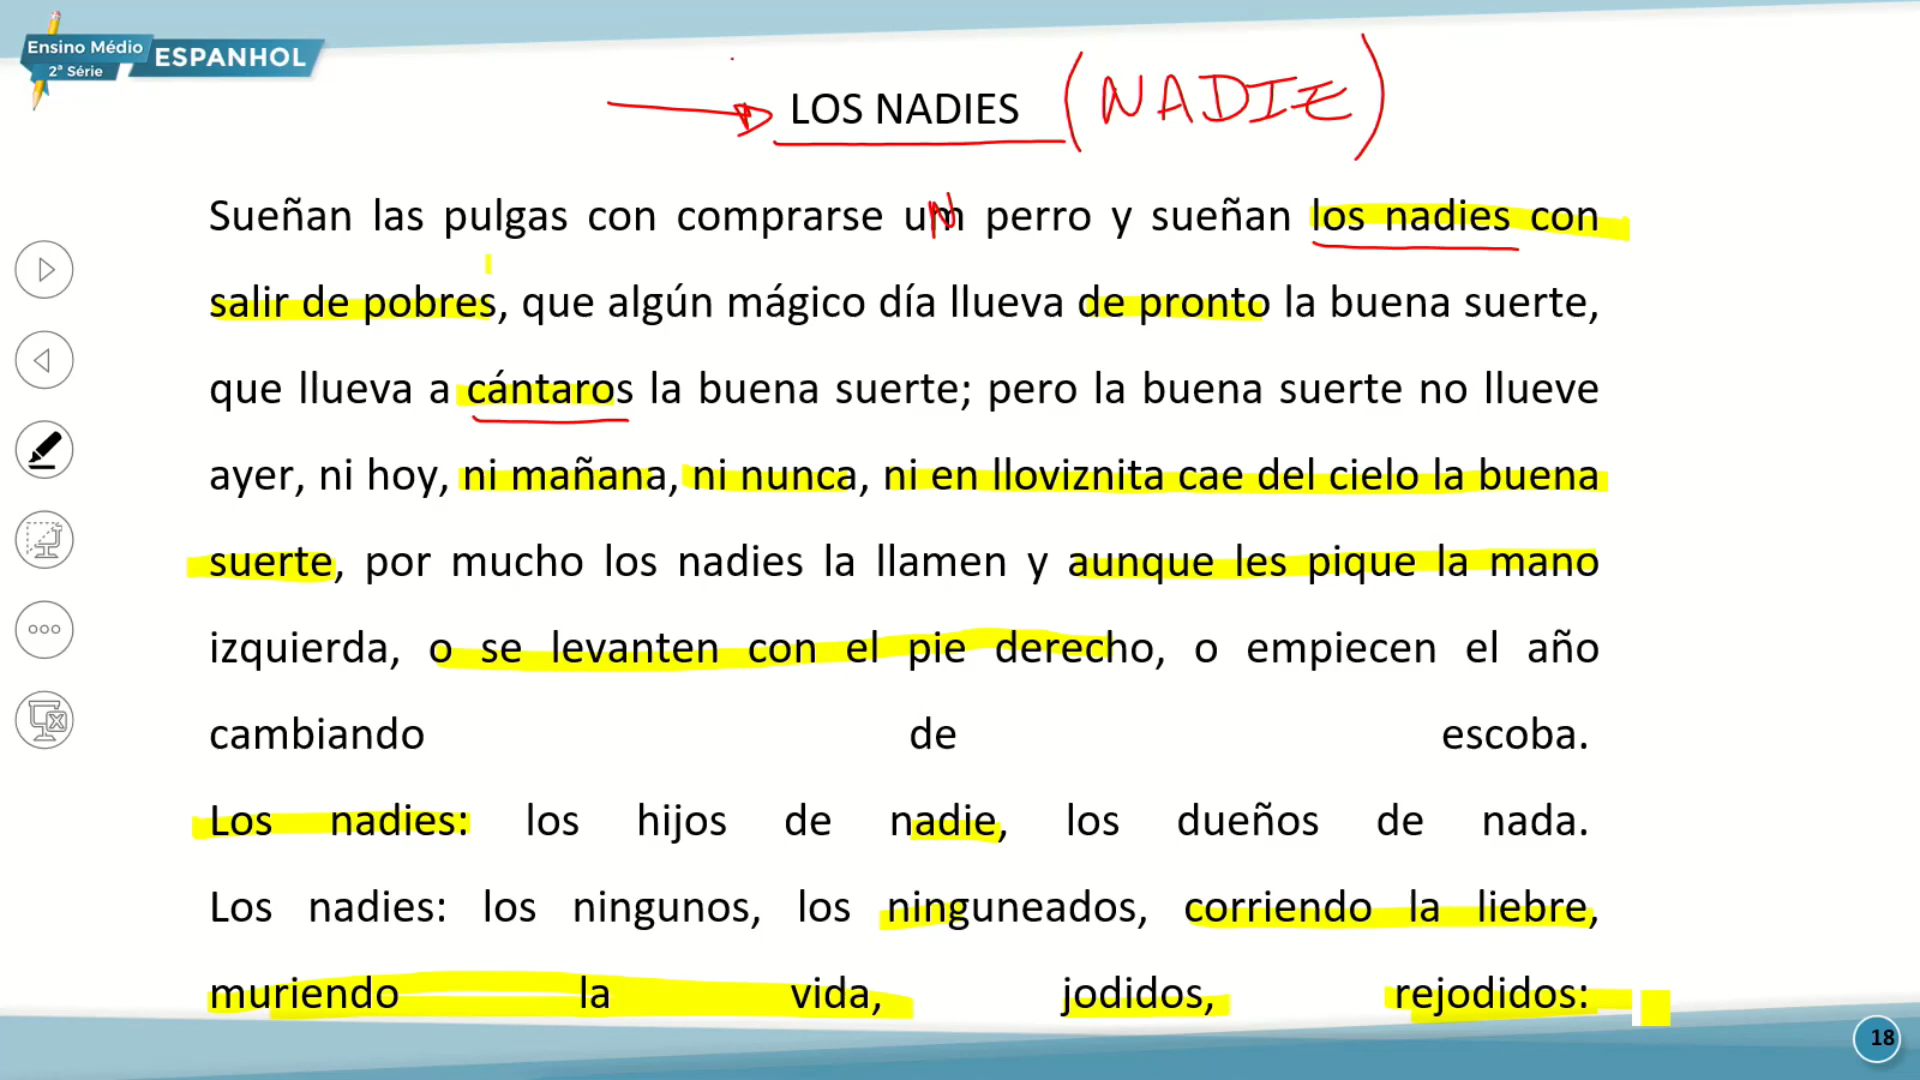 Ensino Médio
2ª Série
ESPANHOL
LOS NADIES (NADIE)
Sueñan las pulgas con comprarse um N perro y sueñan los nadies con
salir de pobres, que algún mágico día llueva de pronto la buena suerte,
que llueva a cántaros la buena suerte; pero la buena suerte no llueve
ayer, ni hoy, ni mañana, ni nunca, ni en lloviznita cae del cielo la buena
suerte, por mucho los nadies la llamen y aunque les pique la mano
izquierda, o se levanten con el pie derecho, o empiecen el año
cambiando de escoba.
Los nadies: los hijos de nadie, los dueños de nada.
Los nadies: los ningunos, los ninguneados, corriendo la liebre,
muriendo la vida, jodidos, rejodidos:
18